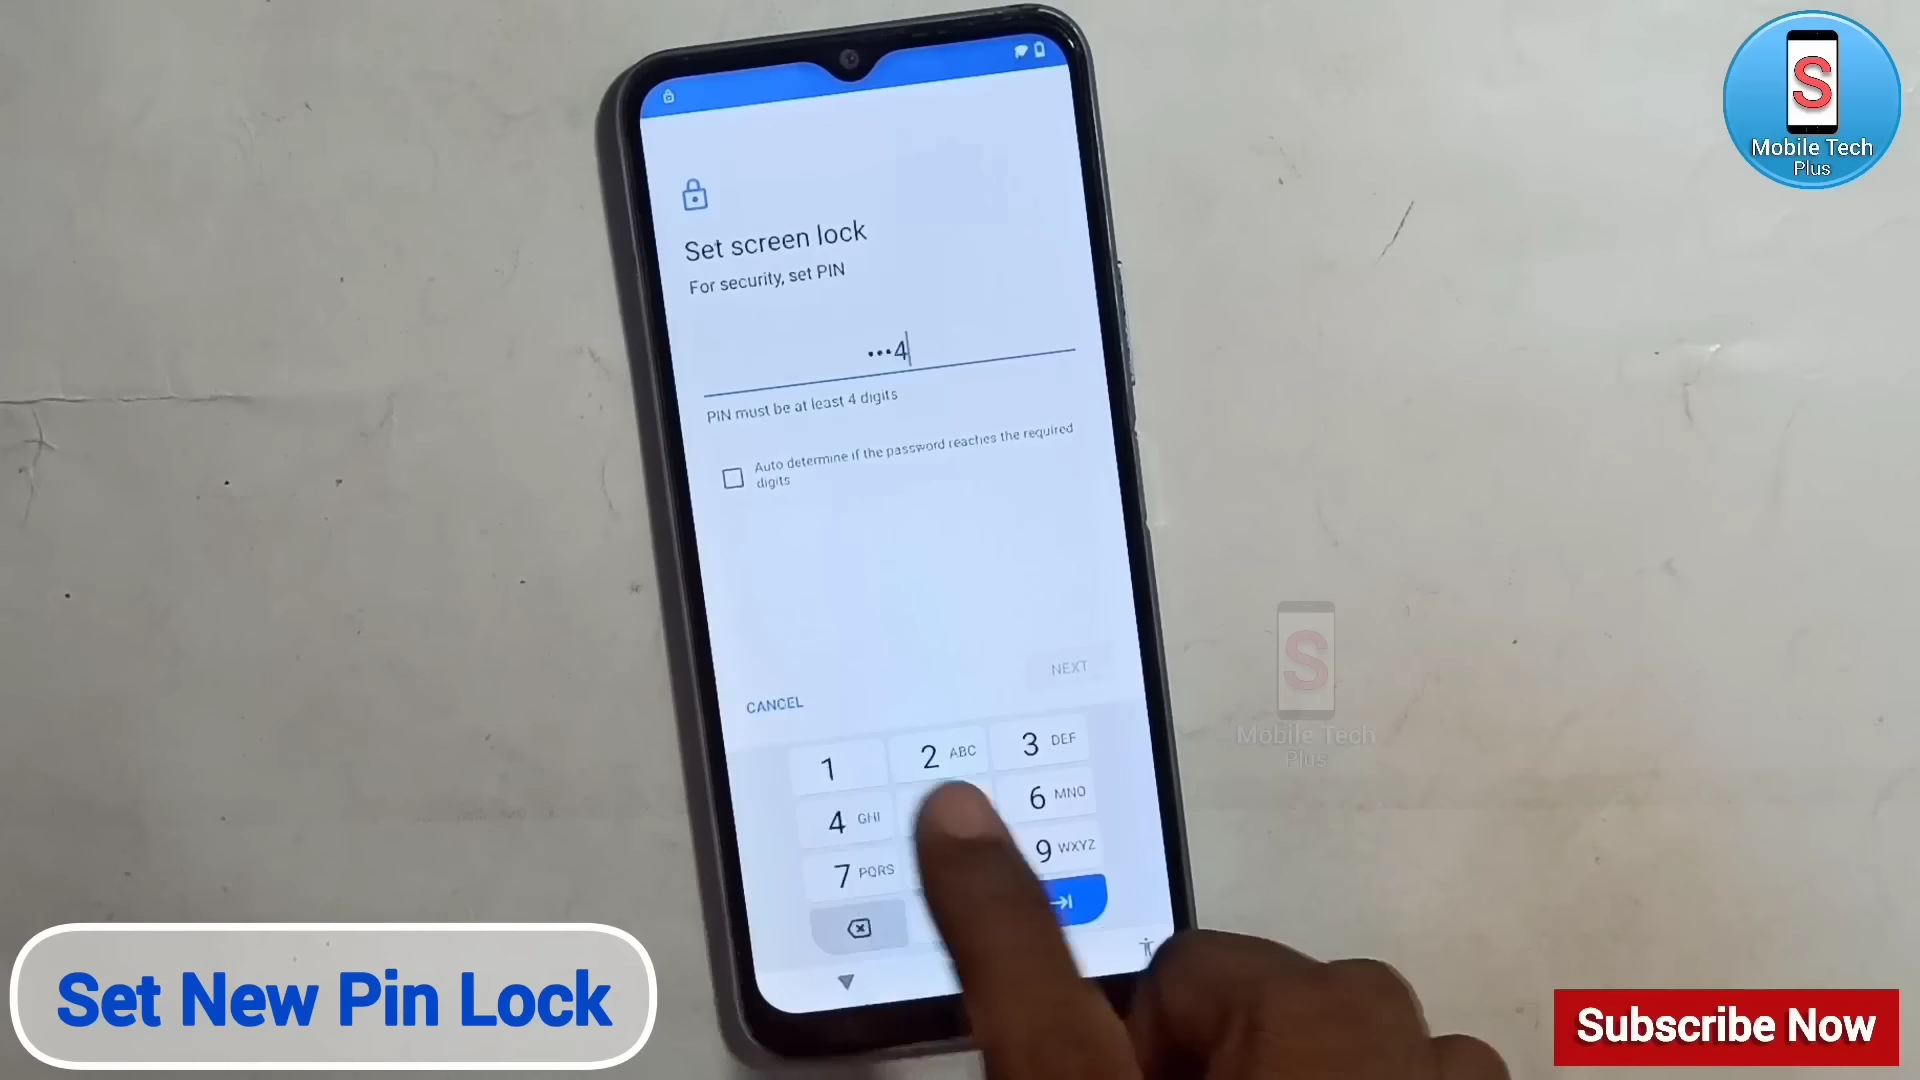 S
Mobile Tech
Plus
Set screen lock
For security, set PIN
•••4
PIN must be at least 4 digits
Auto determine if the password reaches the required
digits
NEXT
CANCEL
1
2 ABC
3 DEF
4 GHI
6 MNO
7 PQRS
9 WXYZ
S
Mobile Tech
Plus
Set New Pin Lock
Subscribe Now